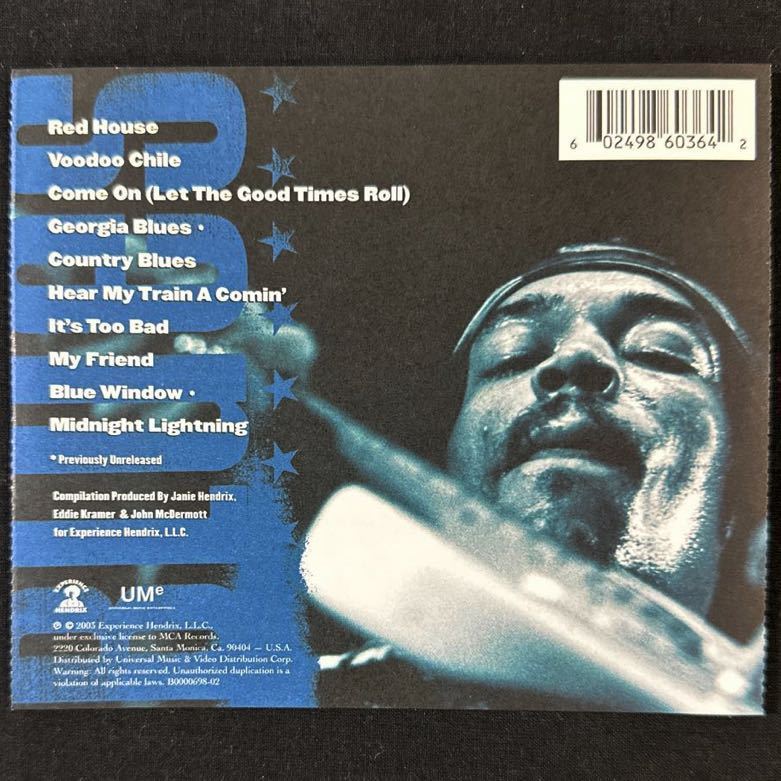 Red House
Voodoo Chile
Come On (Let The Good Times Roll)
Georgia Blues •
Country Blues
Hear My Train A Comin'
It's Too Bad
My Friend
Blue Window •
Midnight Lightning
* Previously Unreleased
Compilation Produced By Janie Hendrix,
Eddie Kramer & John McDermott
for Experience Hendrix, L.L.C.
EXPERIENCE
HENDRIX
UMe
℗ © 2003 Experience Hendrix, L.L.C.,
under exclusive license to MCA Records.
2220 Colorado Avenue, Santa Monica, Ca. 90404 — U.S.A.
Distributed by Universal Music & Video Distribution Corp.
Warning: All rights reserved. Unauthorized duplication is a
violation of applicable laws. B0000698-02
6 02498 60364 2